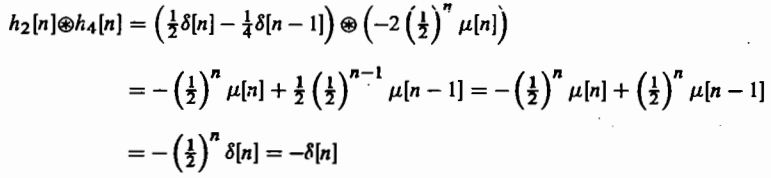 h₂[n]⊛h₄[n] = (½δ[n] − ¼δ[n − 1]) ⊛ (−2(½)ⁿ μ[n])
= −(½)ⁿ μ[n] + ½(½)ⁿ⁻¹ μ[n − 1] = −(½)ⁿ μ[n] + (½)ⁿ μ[n − 1]
= −(½)ⁿ δ[n] = −δ[n]